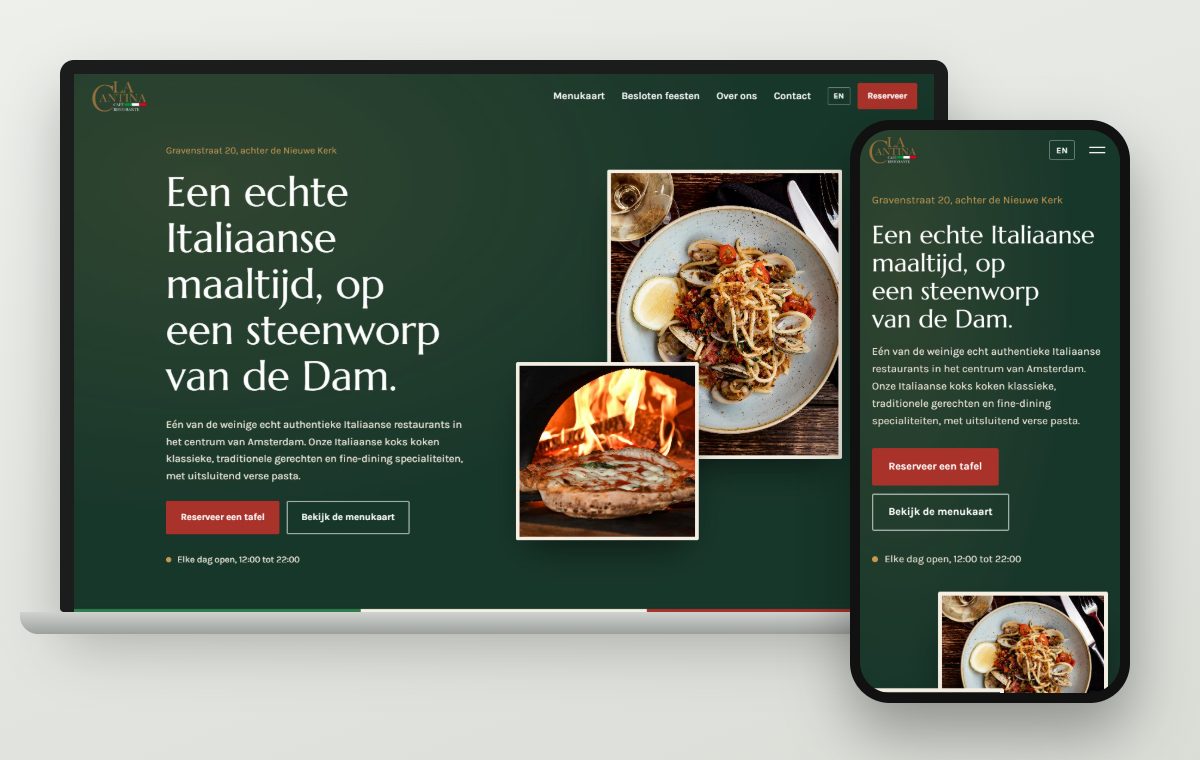 LA
CANTINA
CAFÉ
RISTORANTE
Menukaart
Besloten feesten
Over ons
Contact
EN
Reserveer
Gravenstraat 20, achter de Nieuwe Kerk
Een echte
Italiaanse
maaltijd, op
een steenworp
van de Dam.
Eén van de weinige echt authentieke Italiaanse restaurants in
het centrum van Amsterdam. Onze Italiaanse koks koken
klassieke, traditionele gerechten en fine-dining specialiteiten,
met uitsluitend verse pasta.
Reserveer een tafel
Bekijk de menukaart
Elke dag open, 12:00 tot 22:00
LA
CANTINA
CAFÉ
RISTORANTE
EN
Gravenstraat 20, achter de Nieuwe Kerk
Een echte Italiaanse
maaltijd, op
een steenworp
van de Dam.
Eén van de weinige echt authentieke Italiaanse
restaurants in het centrum van Amsterdam.
Onze Italiaanse koks koken klassieke,
traditionele gerechten en fine-dining
specialiteiten, met uitsluitend verse pasta.
Reserveer een tafel
Bekijk de menukaart
Elke dag open, 12:00 tot 22:00